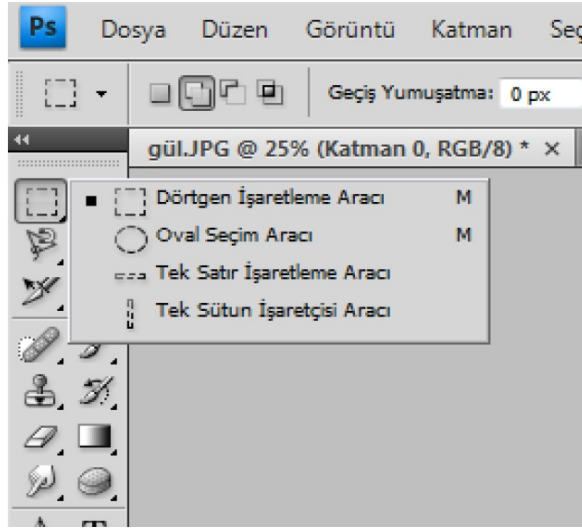 Ps Dosya Düzen Görüntü Katman Seç
Geçiş Yumuşatma: 0 px
gül.JPG @ 25% (Katman 0, RGB/8) * ×
Dörtgen İşaretleme Aracı M
Oval Seçim Aracı M
Tek Satır İşaretleme Aracı
Tek Sütun İşaretçisi Aracı
T